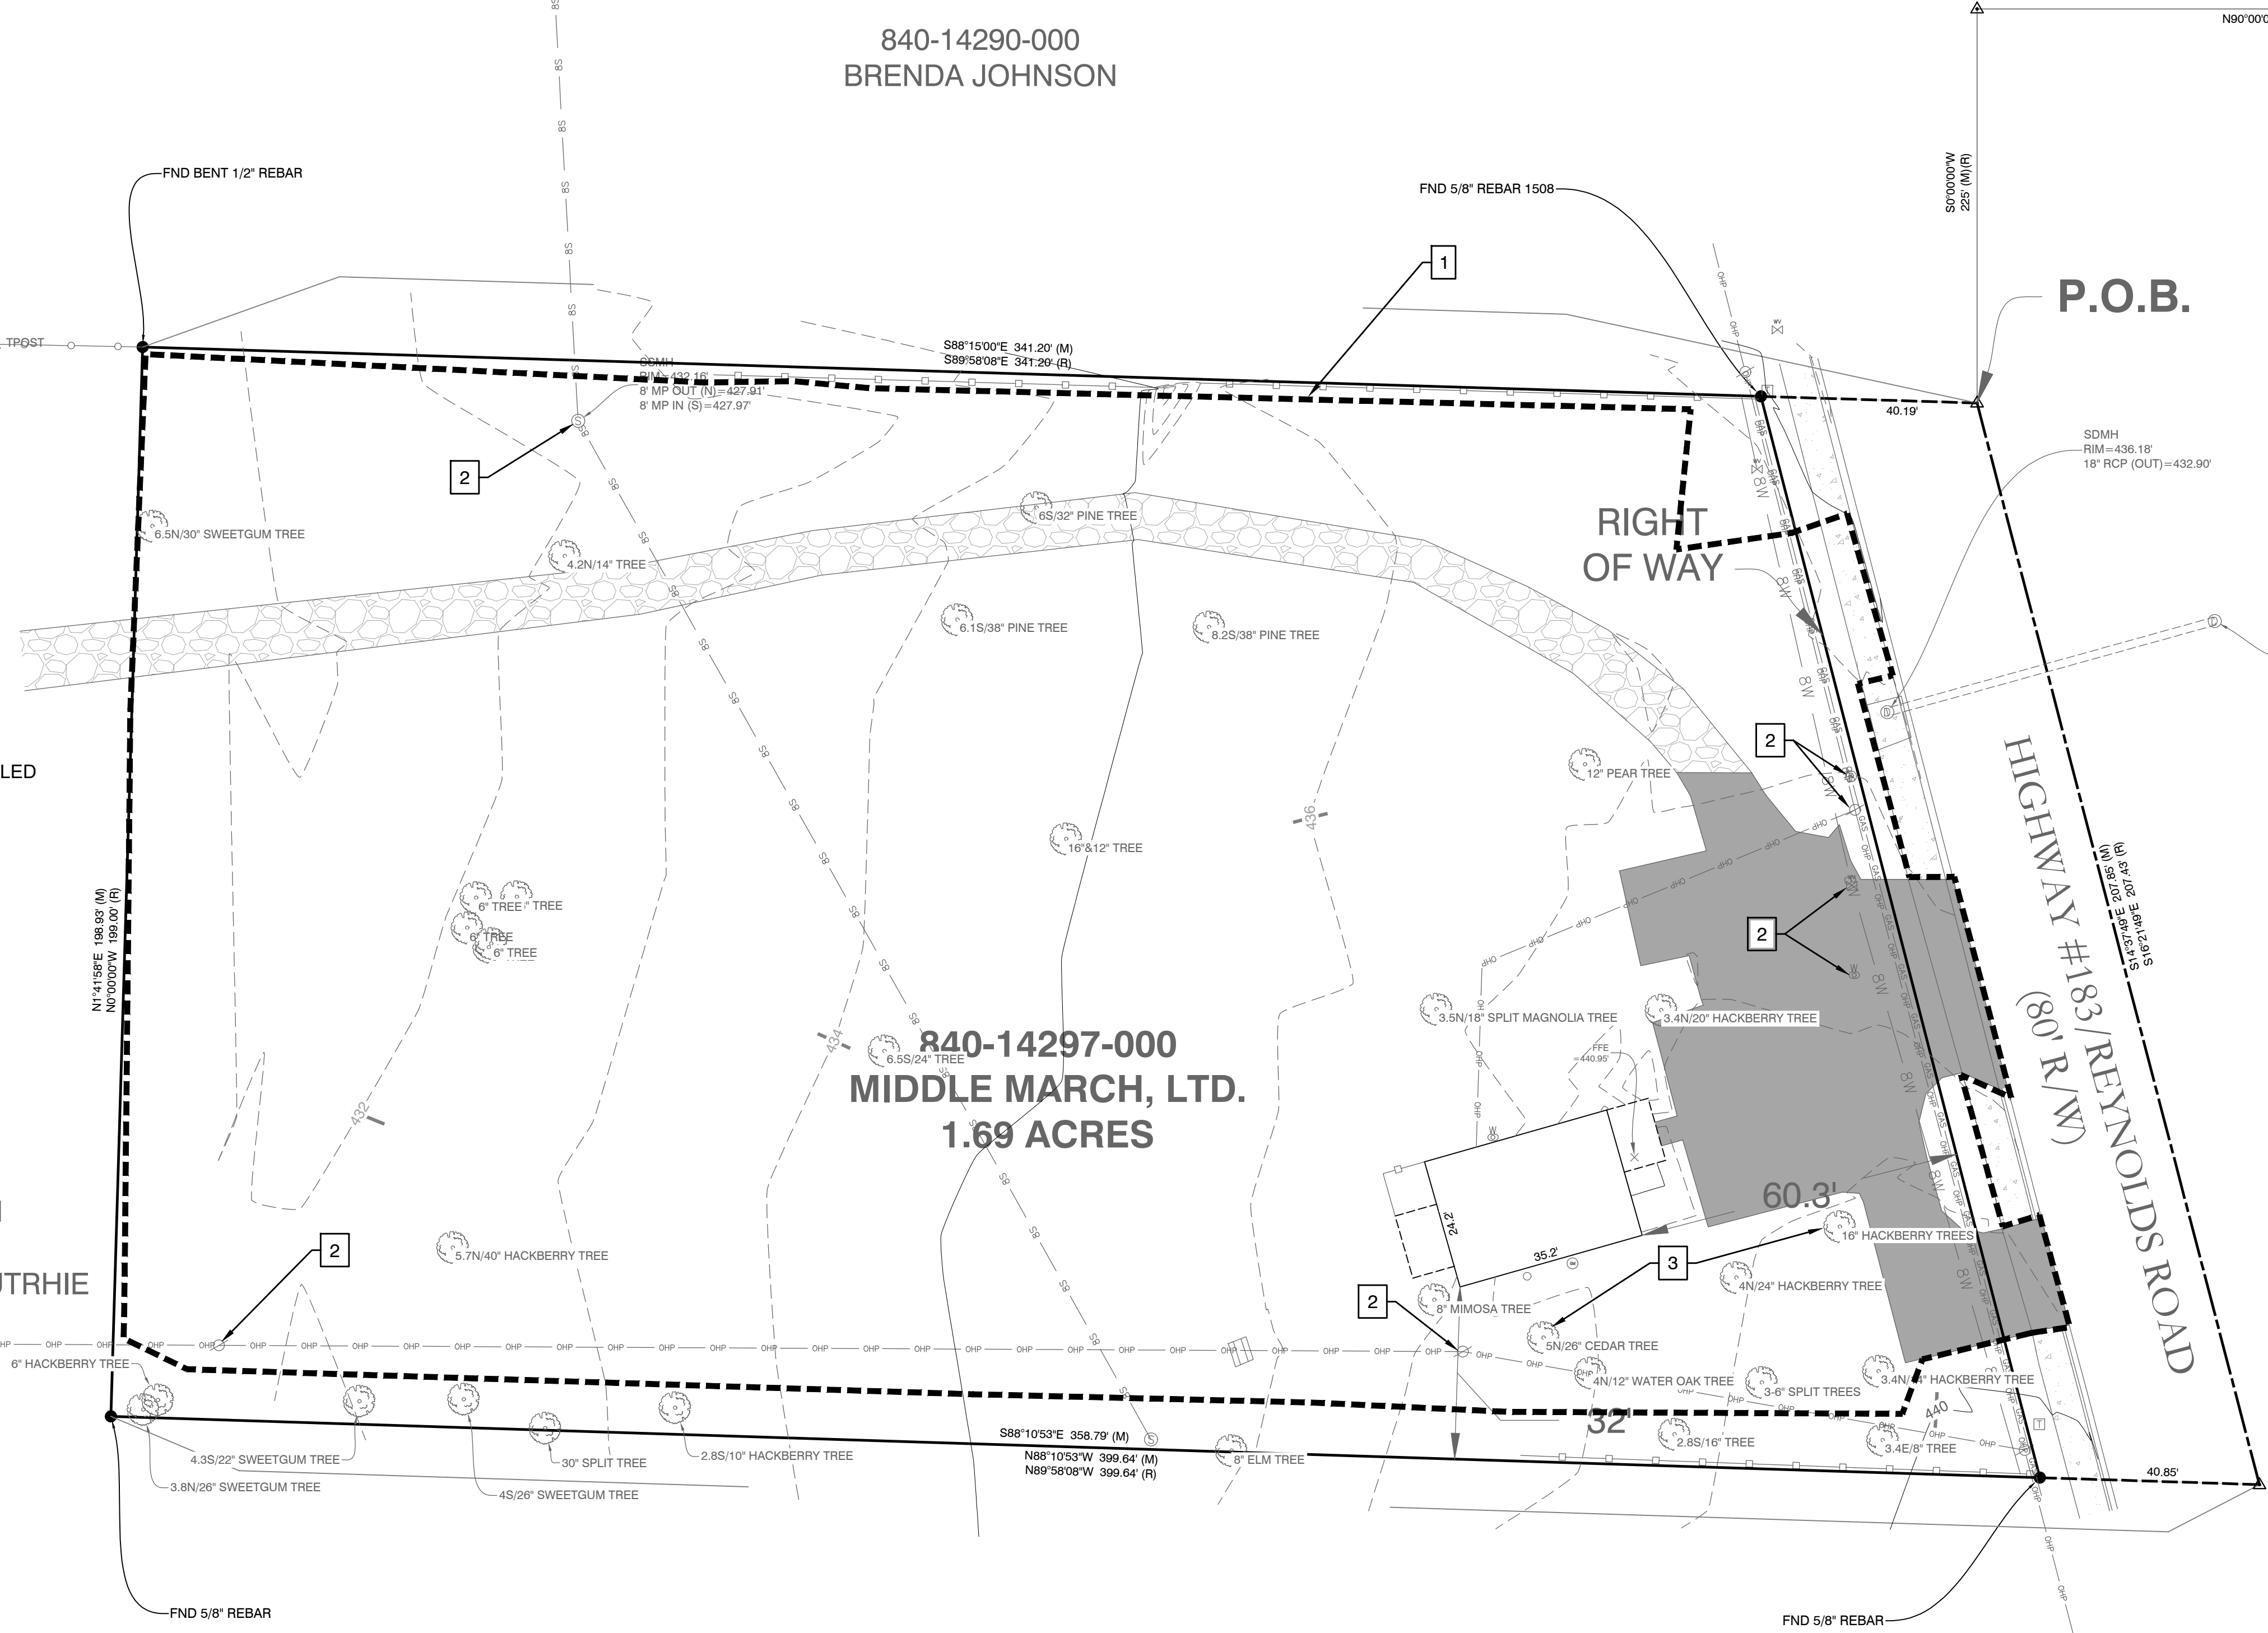 840-14290-000
BRENDA JOHNSON
N90°00'0
FND BENT 1/2" REBAR
FND 5/8" REBAR 1508
S0°00'00"W
225' (M)(R)
1
P.O.B.
TPOST
S88°15'00"E 341.20' (M)
S89°58'08"E 341.20' (R)
SSMH
RIM=432.16'
8' MP OUT (N)=427.91'
8' MP IN (S)=427.97'
40.19'
SDMH
RIM=436.18'
18" RCP (OUT)=432.90'
2
6.5N/30" SWEETGUM TREE
6S/32" PINE TREE
RIGHT
OF WAY
4.2N/14" TREE
6.1S/38" PINE TREE
8.2S/38" PINE TREE
2
LED
12" PEAR TREE
436
16"&12" TREE
HIGHWAY #183/REYNOLDS ROAD
(80' R/W)
S14°37'49"E 207.85' (M)
S16°21'49"E 207.43' (R)
N1°41'58"E 198.93' (M)
N0°00'00"W 199.00' (R)
6" TREE
" TREE
6" TREE
6" TREE
2
3.5N/18" SPLIT MAGNOLIA TREE
3.4N/20" HACKBERRY TREE
434
6.5S/24" TREE
FFE
=440.95'
840-14297-000
MIDDLE MARCH, LTD.
1.69 ACRES
432
60.3'
24.2'
35.2'
16" HACKBERRY TREES
5.7N/40" HACKBERRY TREE
2
3
4N/24" HACKBERRY TREE
UTRHIE
2
8" MIMOSA TREE
5N/26" CEDAR TREE
6" HACKBERRY TREE
4N/12" WATER OAK TREE
3-6" SPLIT TREES
HACKBERRY TREE
440
32'
S88°10'53"E 358.79' (M)
N88°10'53"W 399.64' (M)
N89°58'08"W 399.64' (R)
2.8S/16" TREE
3.4E/8" TREE
8" ELM TREE
4.3S/22" SWEETGUM TREE
30" SPLIT TREE
2.8S/10" HACKBERRY TREE
40.85'
3.8N/26" SWEETGUM TREE
4S/26" SWEETGUM TREE
FND 5/8" REBAR
FND 5/8" REBAR